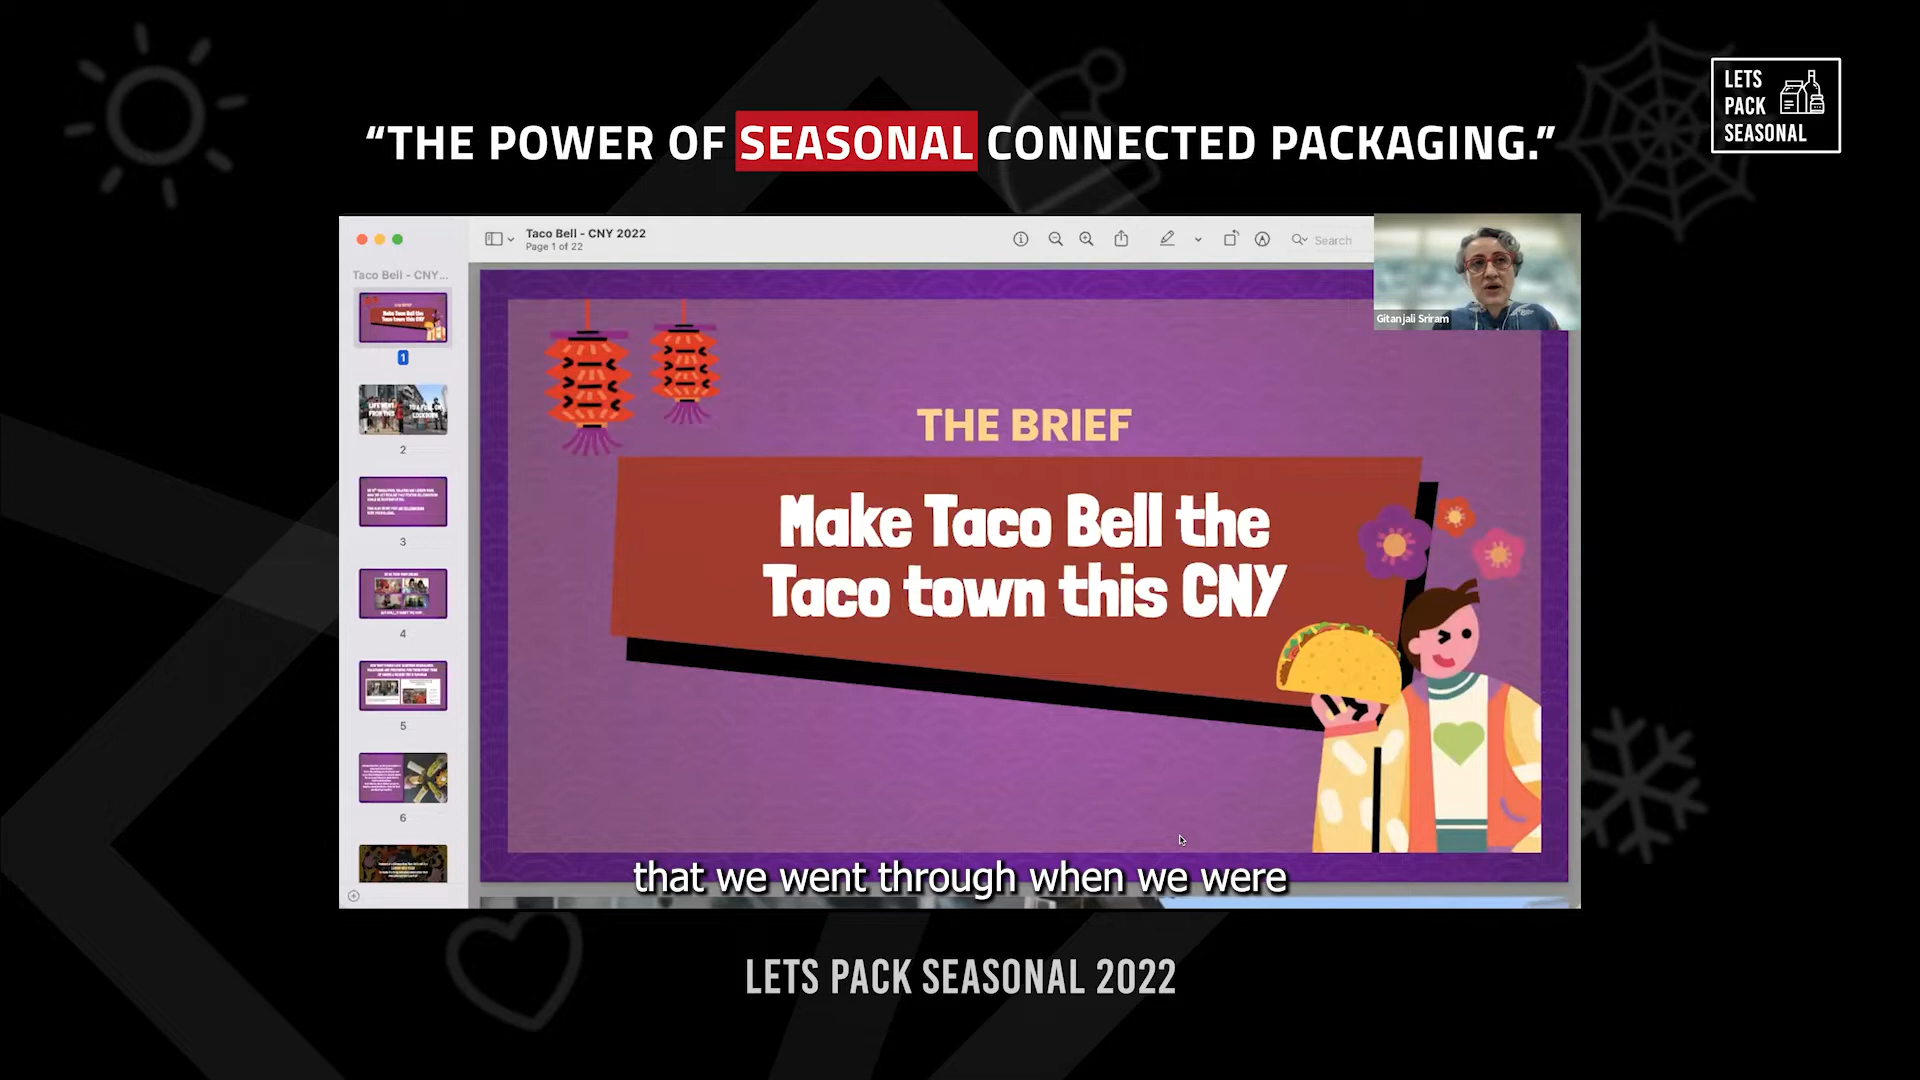 “THE POWER OF SEASONAL CONNECTED PACKAGING.”
LETS
PACK
SEASONAL
Taco Bell - CNY 2022
Page 1 of 22
Search
Taco Bell - CNY...
Gitanjali Sriram
THE BRIEF
Make Taco Bell the
Taco town this CNY
1
2
3
4
5
6
that we went through when we were
LETS PACK SEASONAL 2022